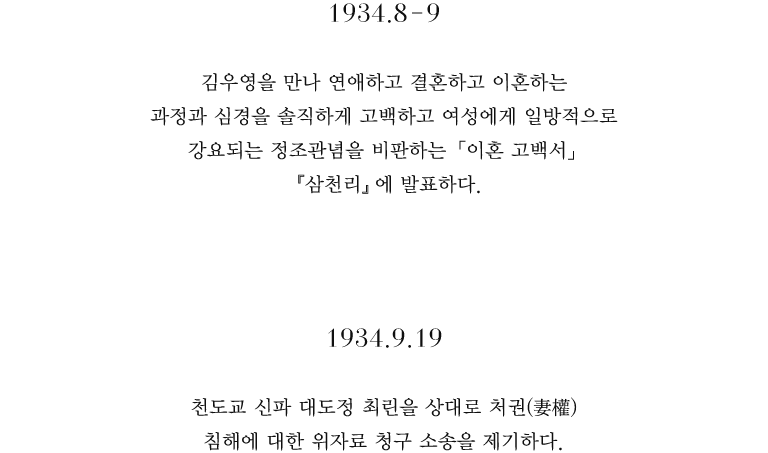 1934.8-9
김우영을 만나 연애하고 결혼하고 이혼하는
과정과 심경을 솔직하게 고백하고 여성에게 일방적으로
강요되는 정조관념을 비판하는 「이혼 고백서」
『삼천리』에 발표하다.
1934.9.19
천도교 신파 대도정 최린을 상대로 처권(妻權)
침해에 대한 위자료 청구 소송을 제기하다.